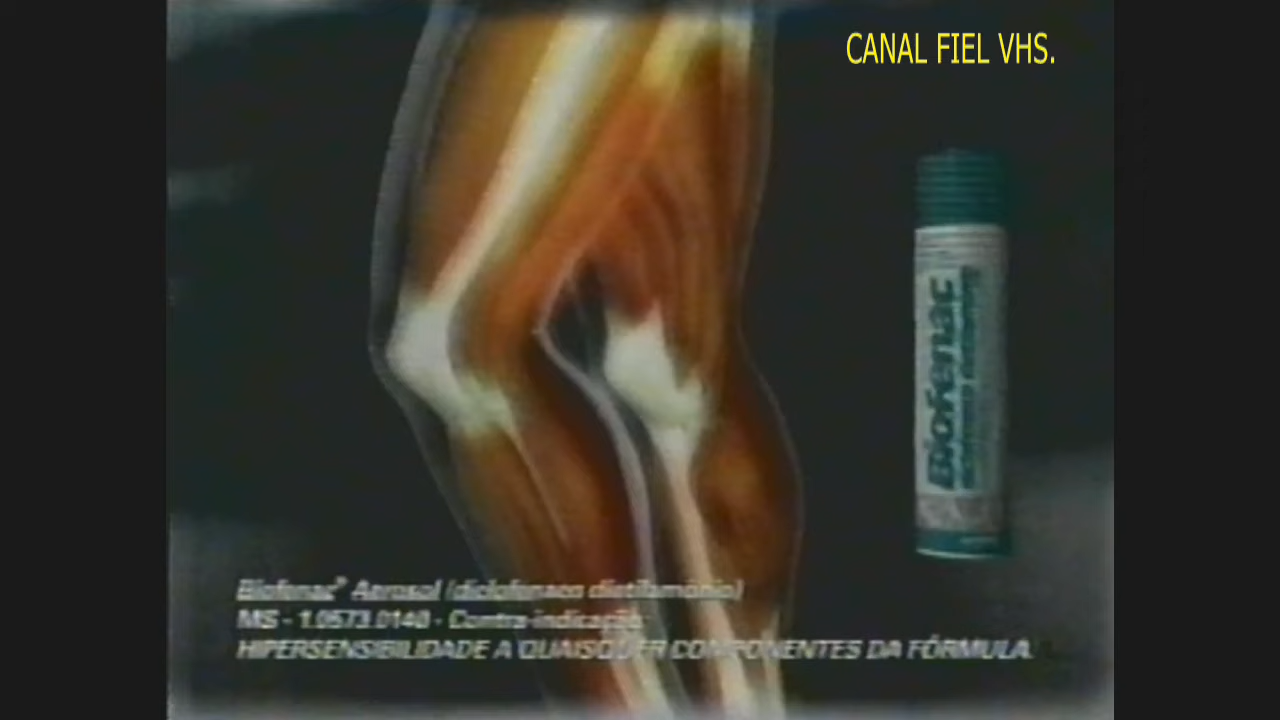 CANAL FIEL VHS.
Biofenac
Biofenac® Aerosol (diclofenaco dietilamônio)
MS - 1.0573.0140 - Contra-indicação:
HIPERSENSIBILIDADE A QUAISQUER COMPONENTES DA FÓRMULA.